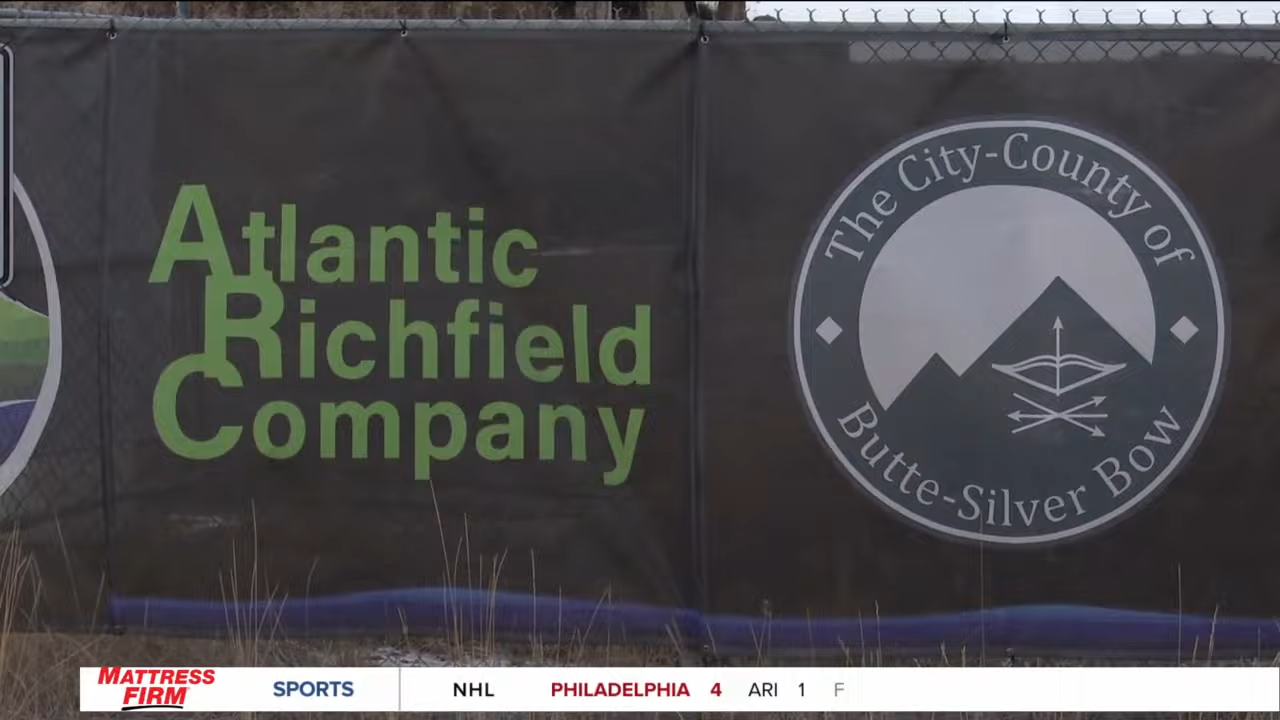 Atlantic
Richfield
Company
The City-County of
Butte-Silver Bow
MATTRESS
FIRM
SPORTS
NHL
PHILADELPHIA 4 ARI 1 F